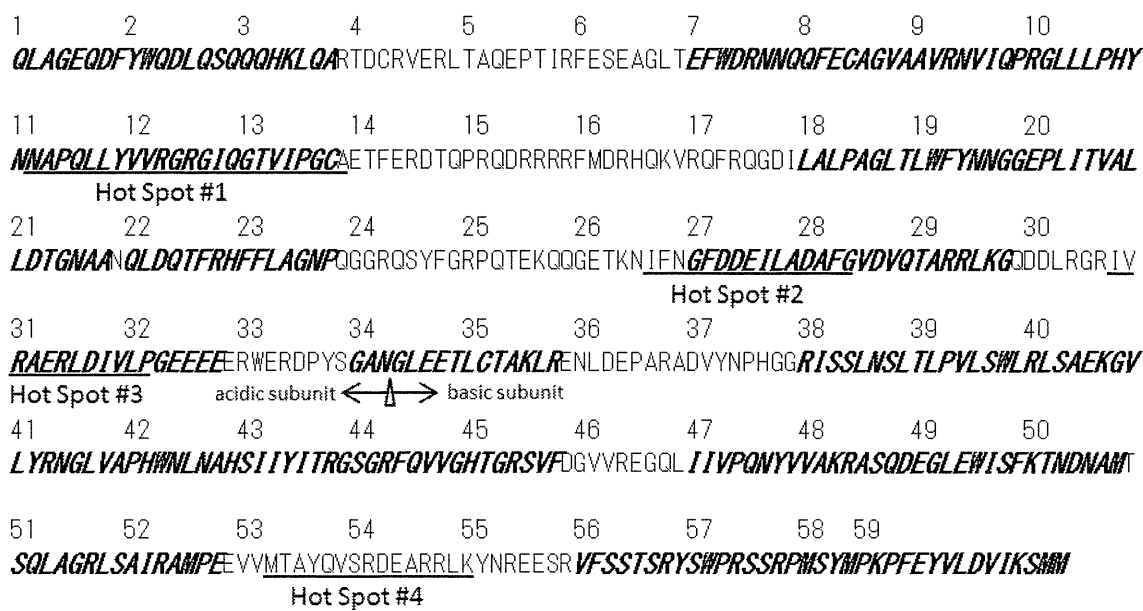 1 2 3 4 5 6 7 8 9 10
QLAGEQDFYWQDLQSQQQHKLQARTDCRVERLTAQEPTIRFESEAGLTEFWDRNNQQFECAGVAAVRNVIQPRGLLLPHY
11 12 13 14 15 16 17 18 19 20
NNAPQLLYVVRGRGIQGTVIPGCAETFERDTQPRQDRRRRFMDRHQKVRQFRQGDILALPAGLTLWFYNNGGEPLITVAL
Hot Spot #1
21 22 23 24 25 26 27 28 29 30
LDTGNAANQLDQTFRHFFLAGNPQGGRQSYFGRPQTEKQQGETKNIFNGFDDEILADAFGVDVQTARRLKGQDDLRGRIV
Hot Spot #2
31 32 33 34 35 36 37 38 39 40
RAERLDIVLPGEEEEERWERDPYSGANGLEETLCTAKLRENLDEPARADVYNPHGGRISSLNSLTLPVLSWLRLSAEKGV
Hot Spot #3 acidic subunit basic subunit
41 42 43 44 45 46 47 48 49 50
LYRNGLVAPHWNLNAHSIIYITRGSGRFQVVGHTGRSVFDGVVREGQLIIVPQNYVVAKRASQDEGLEWISFKTNDNAMT
51 52 53 54 55 56 57 58 59
SQLAGRLSAIRAMPEEVVMTAYQVSRDEARRLKYNREESRVFSSTSRYSWPRSSRPMSYMPKPFEYVLDVIKSMM
Hot Spot #4